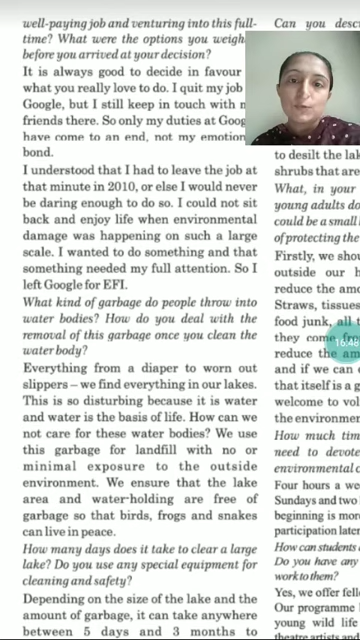 well-paying job and venturing into this full-
time? What were the options you weigh
before you arrived at your decision?
It is always good to decide in favour
what you really love to do. I quit my job
Google, but I still keep in touch with
friends there. So only my duties at Goog
have come to an end, not my emotion
bond.
I understood that I had to leave the job at
that minute in 2010, or else I would never
be daring enough to do so. I could not sit
back and enjoy life when environmental
damage was happening on such a large
scale. I wanted to do something and that
something needed my full attention. So I
left Google for EFI.
What kind of garbage do people throw into
water bodies? How do you deal with the
removal of this garbage once you clean the
water body?
Everything from a diaper to worn out
slippers – we find everything in our lakes.
This is so disturbing because it is water
and water is the basis of life. How can we
not care for these water bodies? We use
this garbage for landfill with no or
minimal exposure to the outside
environment. We ensure that the lake
area and water-holding are free of
garbage so that birds, frogs and snakes
can live in peace.
How many days does it take to clear a large
lake? Do you use any special equipment for
cleaning and safety?
Depending on the size of the lake and the
amount of garbage, it can take anywhere
between 5 days and 3 months to
Can you desc
to desilt the lak
shrubs that are
What, in your
young adults do
could be a small
of protecting the
Firstly, we shou
outside our h
reduce the amo
Straws, tissues
food junk, all t
they come fro
16:48
reduce the am
and if we can
that itself is a g
welcome to vol
the environmen
How much tim
need to devote
environmental c
Four hours a we
Sundays and two
beginning is more
participation later
How can students
Do you have any
work to them?
Yes, we offer fell
Our programme
young wild life
theatre artists and